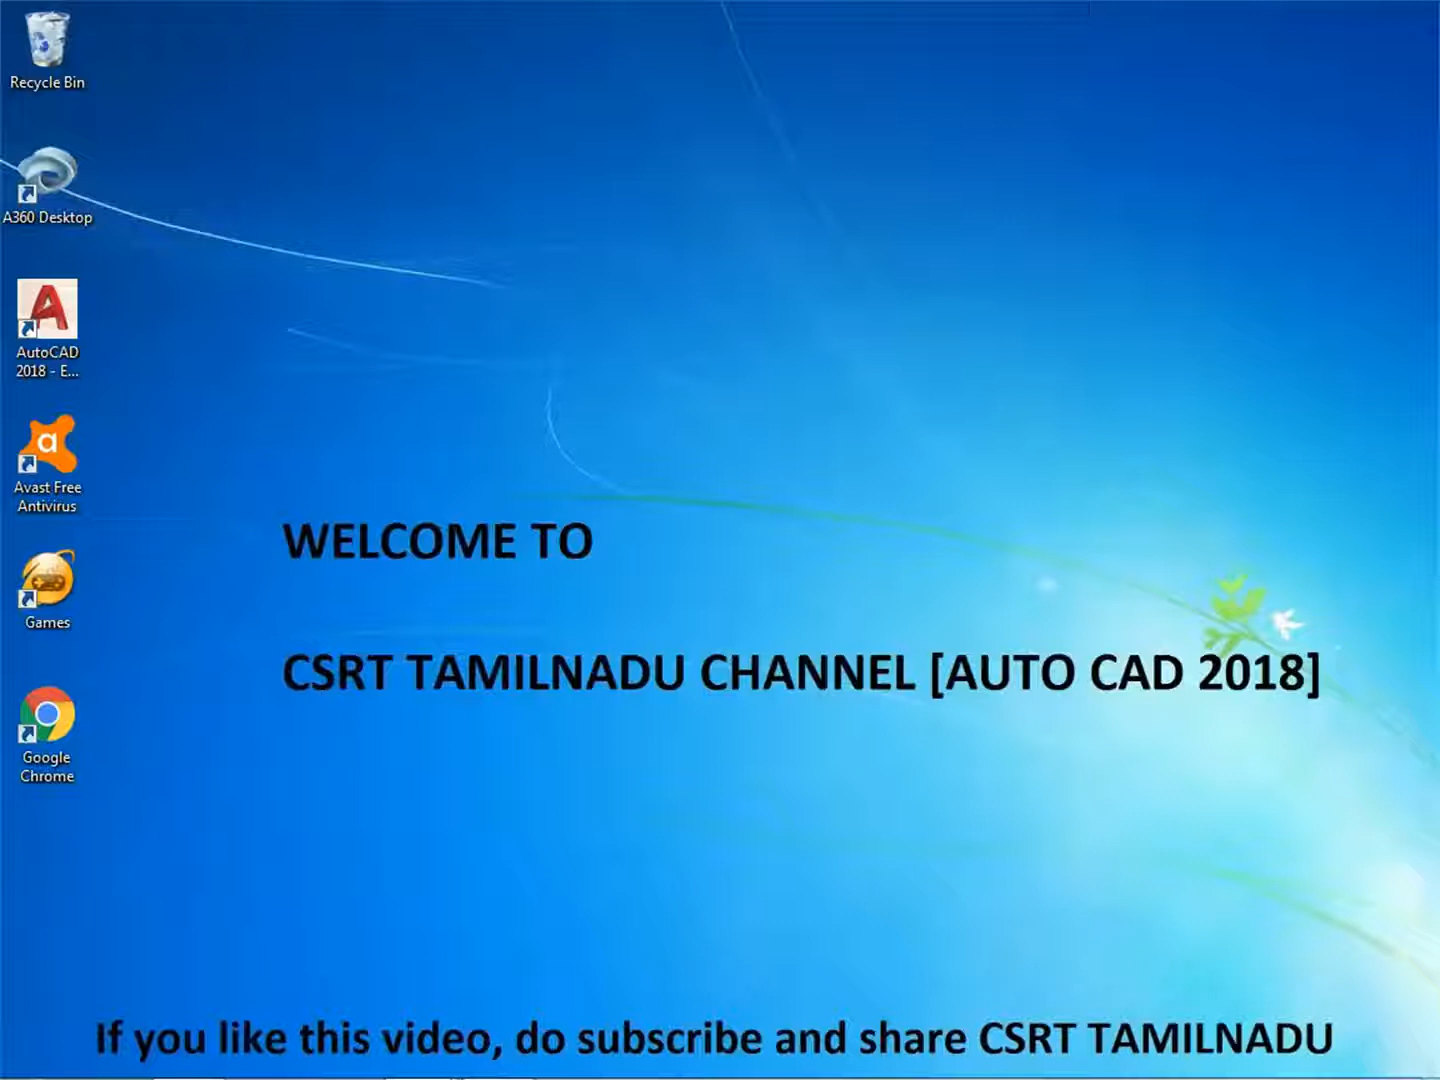 Recycle Bin
A360 Desktop
AutoCAD
2018 - E...
Avast Free
Antivirus
Games
Google
Chrome
WELCOME TO
CSRT TAMILNADU CHANNEL [AUTO CAD 2018]
If you like this video, do subscribe and share CSRT TAMILNADU